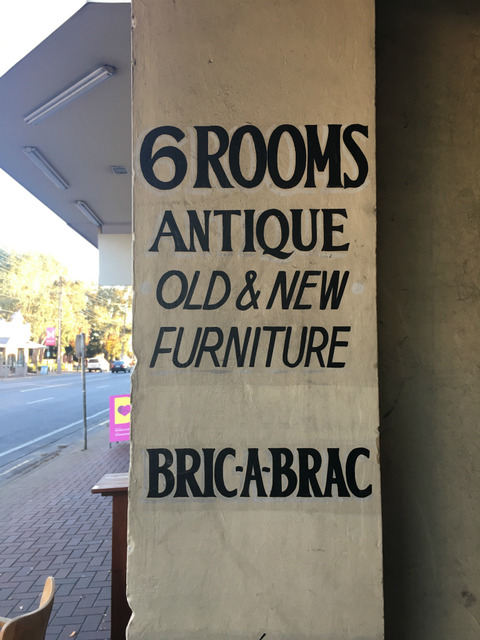 6 ROOMS
ANTIQUE
OLD & NEW
FURNITURE
BRIC-A-BRAC